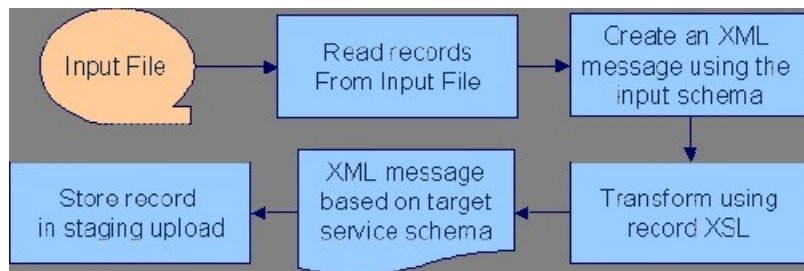 Input File
Read records
From Input File
Create an XML
message using the
input schema
Transform using
record XSL
XML message
based on target
service schema
Store record
in staging upload